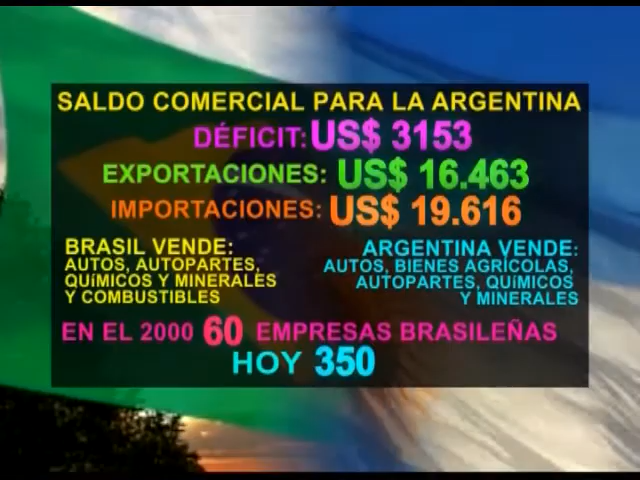 SALDO COMERCIAL PARA LA ARGENTINA
DÉFICIT: US$ 3153
EXPORTACIONES: US$ 16.463
IMPORTACIONES: US$ 19.616
BRASIL VENDE:
AUTOS, AUTOPARTES,
QUíMICOS Y MINERALES
Y COMBUSTIBLES
ARGENTINA VENDE:
AUTOS, BIENES AGRíCOLAS,
AUTOPARTES, QUíMICOS
Y MINERALES
EN EL 2000 60 EMPRESAS BRASILEÑAS
HOY 350